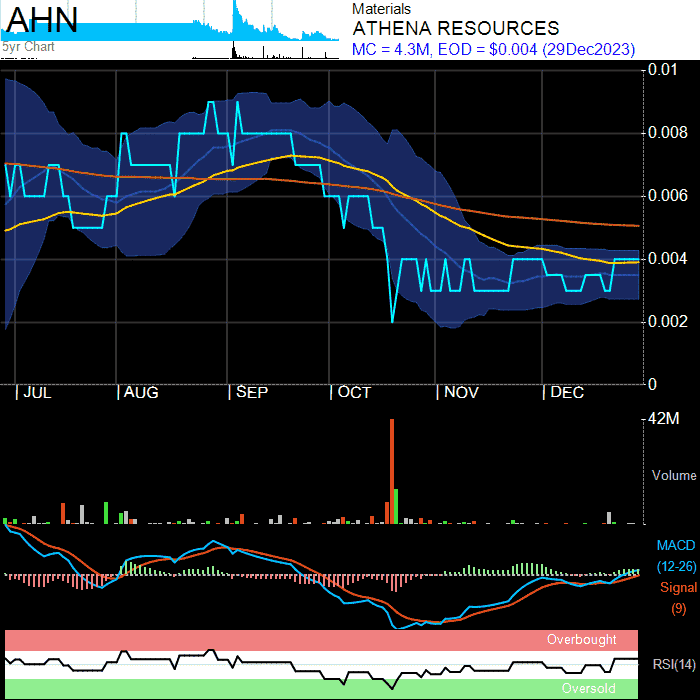 AHN
5yr Chart
Materials
ATHENA RESOURCES
MC = 4.3M, EOD = $0.004 (29Dec2023)
0.01
0.008
0.006
0.004
0.002
0
JUL AUG SEP OCT NOV DEC
42M
Volume
MACD
(12-26)
Signal
(9)
Overbought
RSI(14)
Oversold